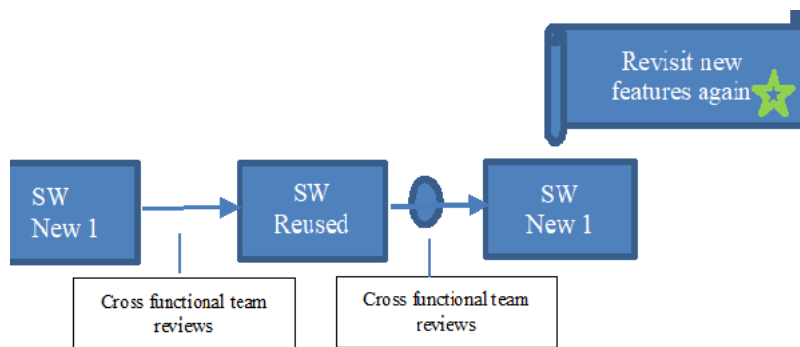 Revisit new
features again
SW
New 1
SW
Reused
SW
New 1
Cross functional team
reviews
Cross functional team
reviews